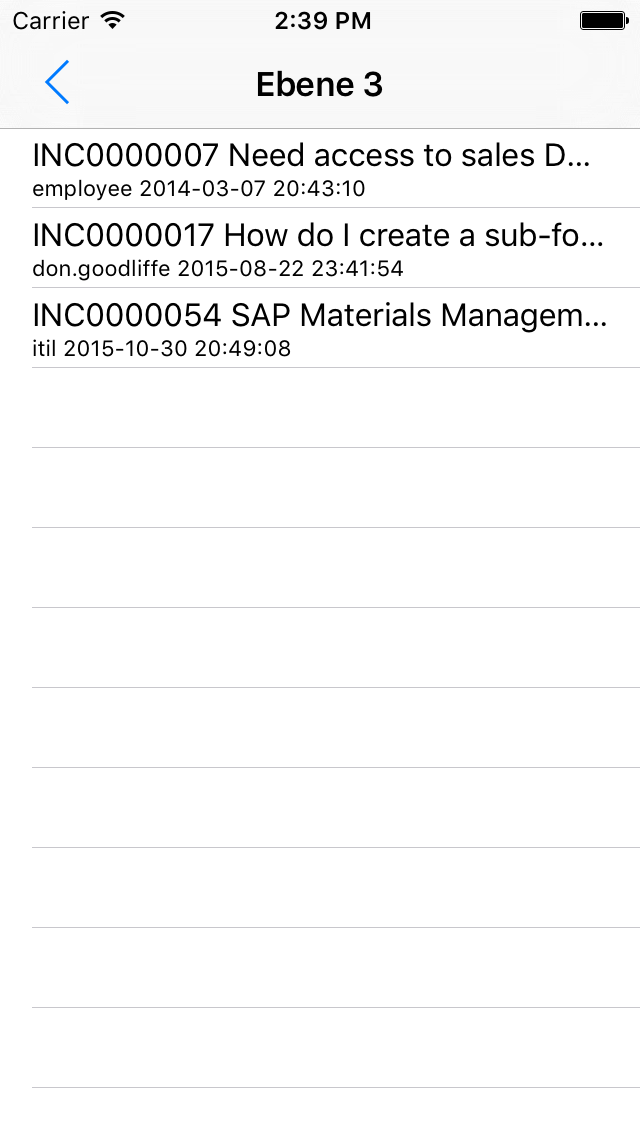 Carrier 2:39 PM
Ebene 3
INC0000007 Need access to sales D...
employee 2014-03-07 20:43:10
INC0000017 How do I create a sub-fo...
don.goodliffe 2015-08-22 23:41:54
INC0000054 SAP Materials Managem...
itil 2015-10-30 20:49:08